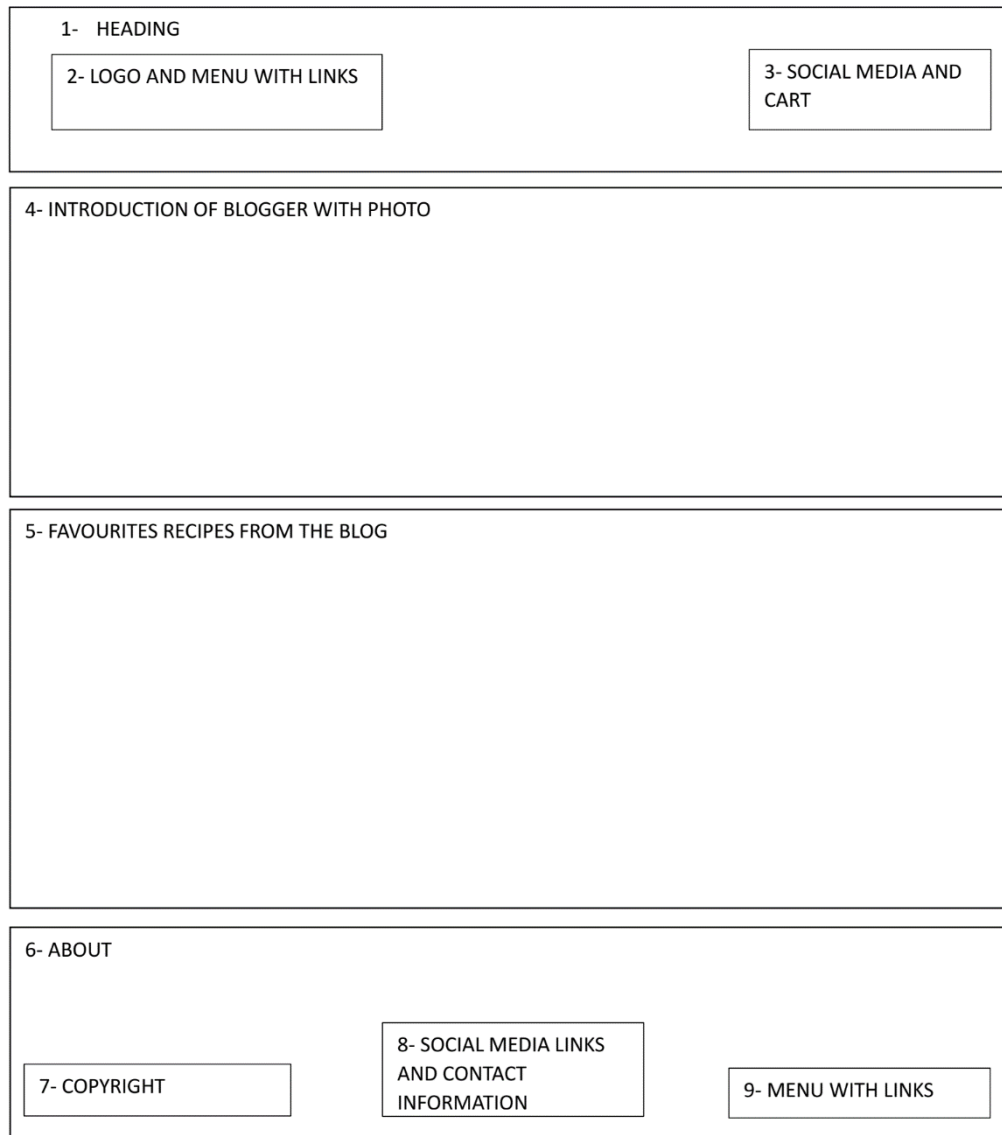 1- HEADING
2- LOGO AND MENU WITH LINKS
3- SOCIAL MEDIA AND
CART
4- INTRODUCTION OF BLOGGER WITH PHOTO
5- FAVOURITES RECIPES FROM THE BLOG
6- ABOUT
7- COPYRIGHT
8- SOCIAL MEDIA LINKS
AND CONTACT
INFORMATION
9- MENU WITH LINKS